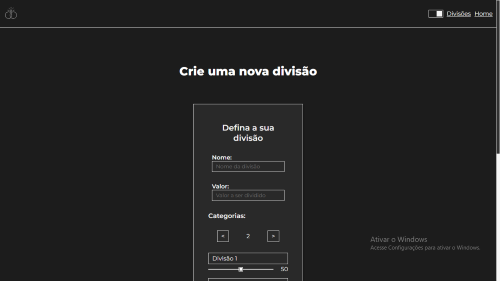 Divisões Home
Crie uma nova divisão
Defina a sua
divisão
Nome:
Nome da divisão
Valor:
Valor a ser dividido
Categorias:
+ 2 +
Divisão 1
50
Ativar o Windows
Acesse Configurações para ativar o Windows.